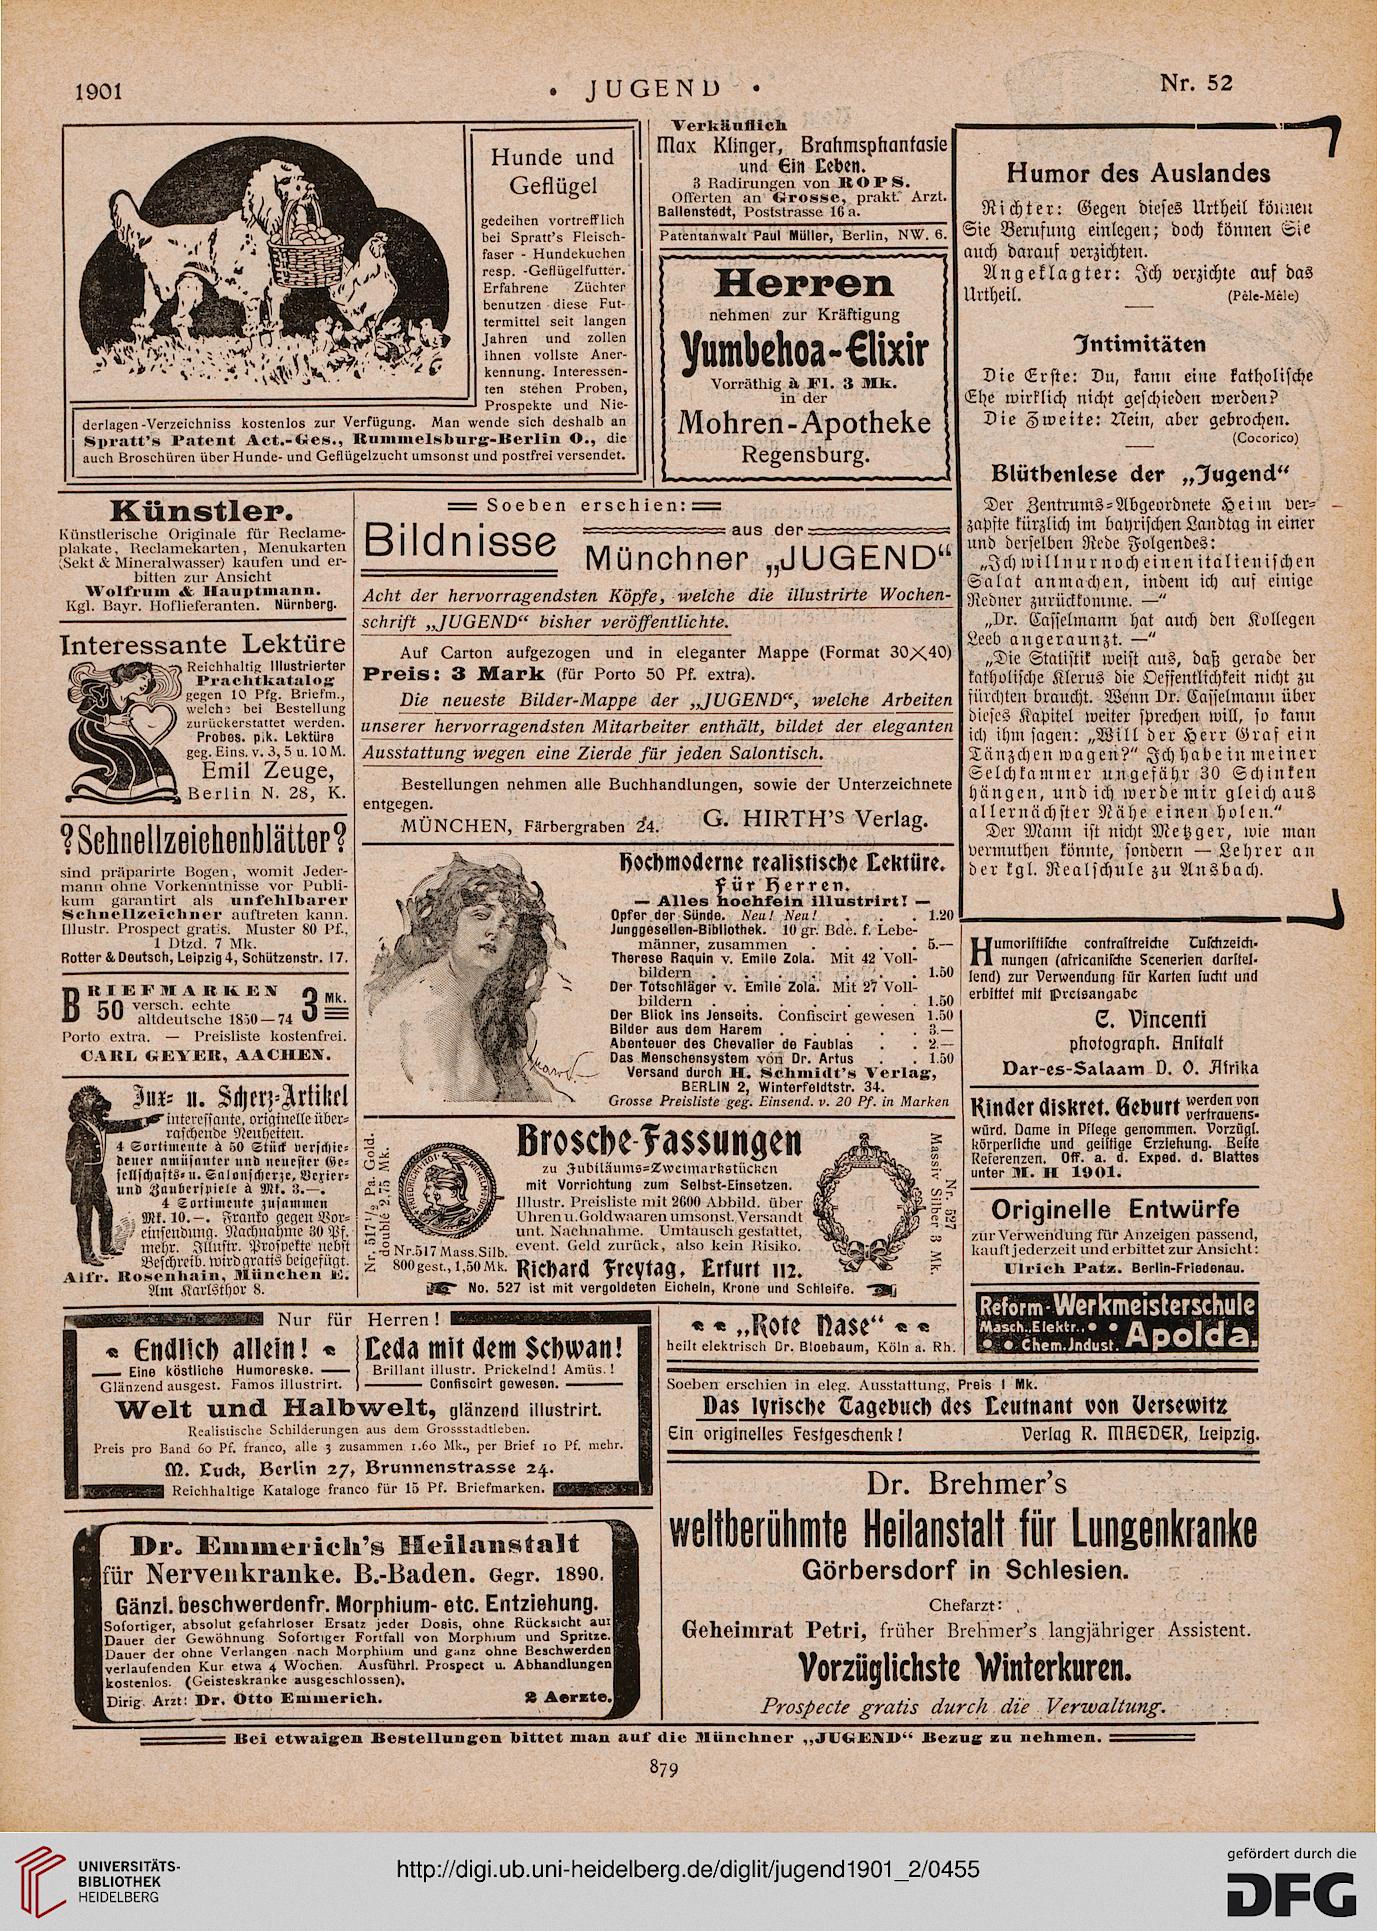 1901
• JUGEND •
Nr. 52
Hunde und
Geflügel
gedeihen vortrefflich
bei Spratt's Fleisch-
faser - Hundekuchen
resp. -Geflügelfutter.
Erfahrene Züchter
benutzen diese Fut-
termittel seit langen
Jahren und zollen
ihnen vollste Aner-
kennung. Interessen-
ten stehen Proben,
Prospekte und Nie-
derlagen-Verzeichniss kostenlos zur Verfügung. Man wende sich deshalb an
Spratt's Patent Act.-Ges., Rummelsburg-Berlin O., die
auch Broschüren über Hunde- und Geflügelzucht umsonst und postfrei versendet.
Verkäuflich
Max Klinger, Brahmsphantasie
und Ein Leben.
3 Radirungen von ROPS.
Offerten an Grosse, prakt. Arzt.
Ballenstedt, Poststrasse 16a.
Patentanwalt Paul Müller, Berlin, NW. 6.
Herren
nehmen zur Kräftigung
Yumbehoa-Elixir
Vorräthig à Fl. 3 Mk.
in der
Mohren-Apotheke
Regensburg.
Humor des Auslandes
Richter: Gegen dieses Urtheil können
Sie Berufung einlegen; doch können Sie
auch darauf verzichten.
Angeklagter: Ich verzichte auf das
Urtheil. (Pêle-Mêle)
Intimitäten
Die Erste: Du, kann eine katholische
Ehe wirklich nicht geschieden werden?
Die Zweite: Nein, aber gebrochen.
(Cocorico)
Blüthenlese der „Jugend“
Der Zentrums-Abgeordnete Heim ver-
zapfte kürzlich im bayrischen Landtag in einer
und derselben Rede Folgendes:
„Ich will nur noch einen italienischen
Salat anmachen, indem ich auf einige
Redner zurückkomme. —“
„Dr. Casselmann hat auch den Kollegen
Leeb angeraunzt. —“
„Die Statistik weist aus, daß gerade der
katholische Klerus die Oeffentlichkeit nicht zu
fürchten braucht. Wenn Dr. Casselmann über
dieses Kapitel weiter sprechen will, so kann
ich ihm sagen: „Will der Herr Graf ein
Tänzchen wagen?“ Ich habe in meiner
Selchkammer ungefähr 30 Schinken
hängen, und ich werde mir gleich aus
allernächster Nähe einen holen.“
Der Mann ist nicht Metzger, wie man
vermuthen könnte, sondern — Lehrer an
der kgl. Realschule zu Ansbach.
Künstler.
Künstlerische Originale für Reclame-
plakate, Reclamekarten, Menukarten
(Sekt & Mineralwasser) kaufen und er-
bitten zur Ansicht
Wolfrum & Hauptmann.
Kgl. Bayr. Hoflieferanten. Nürnberg.
Interessante Lektüre
Reichhaltig Illustrierter
Prachtkatalog
gegen 10 Pfg. Briefm.,
welche bei Bestellung
zurückerstattet werden.
Probes. pik. Lektüre
geg. Eins. v. 3, 5 u. 10 M.
Emil Zeuge,
Berlin N. 28, K.
?Schnellzeichenblätter?
sind präparirte Bogen, womit Jeder-
mann ohne Vorkenntnisse vor Publi-
kum garantirt als unfehlbarer
Schnellzeichner auftreten kann.
Illustr. Prospect gratis. Muster 80 Pf.,
1 Dtzd. 7 Mk.
Rotter & Deutsch, Leipzig 4, Schützenstr. 17.
BRIEFMARKEN
50 versch. echte
altdeutsche 1850—74 3 Mk.
Porto extra. — Preisliste kostenfrei.
CARL GEYER, AACHEN.
Jux- u. Scherz-Artikel
interessante, originelle über-
raschende Neuheiten.
4 Sortimente à 50 Stück verschie-
dener amüsanter und neuester Ge-
sellschafts- u. Salonscherze, Vexier-
und Zauberspiele à Mk. 3.—.
4 Sortimente zusammen
Mk. 10.—. Franko gegen Vor-
einsendung. Nachnahme 30 Pf.
mehr. Illustr. Prospekte nebst
Beschreib. wird gratis beigefügt.
Alfr. Rosenhain, München E.
Am Karlsthor 8.
Soeben erschien:
Bildnisse
aus der
Münchner „JUGEND“
Acht der hervorragendsten Köpfe, welche die illustrirte Wochen-
schrift „JUGEND“ bisher veröffentlichte.
Auf Carton aufgezogen und in eleganter Mappe (Format 30×40)
Preis: 3 Mark (für Porto 50 Pf. extra).
Die neueste Bilder-Mappe der „JUGEND“, welche Arbeiten
unserer hervorragendsten Mitarbeiter enthält, bildet der eleganten
Ausstattung wegen eine Zierde für jeden Salontisch.
Bestellungen nehmen alle Buchhandlungen, sowie der Unterzeichnete
entgegen.
MÜNCHEN, Färbergraben 24. G. HIRTH's Verlag.
Hochmoderne realistische Lektüre.
Für Herren.
— Alles hochfein illustrirt! —
Opfer der Sünde. Neu! Neu! . . . 1.20
Junggesellen-Bibliothek. 10 gr. Bde. f. Lebe-
männer, zusammen . . . . 5.—
Therese Raquin v. Emile Zola. Mit 42 Voll-
bildern . . . . . . . 1.50
Der Totschläger v. Emile Zola. Mit 27 Voll-
bildern . . . . . . . 1.50
Der Blick ins Jenseits. Confiscirt gewesen 1.50
Bilder aus dem Harem . . . . . 3.—
Abenteuer des Chevalier de Faublas . . 2.—
Das Menschensystem von Dr. Artus . . 1.50
Versand durch H. Schmidt's Verlag,
BERLIN 2, Winterfeldtstr. 34.
Grosse Preisliste geg. Einsend. v. 20 Pf. in Marken
Brosche-Fassungen
zu Jubiläums-Zweimarkstücken
mit Vorrichtung zum Selbst-Einsetzen.
Illustr. Preisliste mit 2600 Abbild. über
Uhren u. Goldwaaren umsonst. Versandt
unt. Nachnahme. Umtausch gestattet,
event. Geld zurück, also kein Risiko.
Richard Freytag, Erfurt 112.
Nr. 517½ Pa. Gold.
doublé 2,75 Mk.
Nr. 517 Mass. Silb.
800 gest., 1,50 Mk.
Nr. 527
Massiv Silber 3 Mk.
No. 527 ist mit vergoldeten Eicheln, Krone und Schleife.
Humoristische contrastreiche Tuschzeich-
nungen (africanische Scenerien darstel-
lend) zur Verwendung für Karten sucht und
erbittet mit Preisangabe
C. Vincenti
photograph. Anstalt
Dar-es-Salaam D. O. Afrika
Kinder diskret. Geburt werden von
vertrauens-
würd. Dame in Pflege genommen. Vorzügl.
körperliche und geistige Erziehung. Beste
Referenzen. Off. a. d. Exped. d. Blattes
unter M. H 1901.
Originelle Entwürfe
zur Verwendung für Anzeigen passend,
kauft jederzeit und erbittet zur Ansicht:
Ulrich Patz. Berlin-Friedenau.
Reform-Werkmeisterschule
Masch., Elektr.,
Chem. Indust. Apolda.
Nur für Herren!
Endlich allein!
Eine köstliche Humoreske.
Glänzend ausgest. Famos illustrirt.
Leda mit dem Schwan!
Brillant illustr. Prickelnd! Amüs.!
Confiscirt gewesen.
Welt und Halbwelt, glänzend illustrirt.
Realistische Schilderungen aus dem Grossstadtleben.
Preis pro Band 60 Pf. franco, alle 3 zusammen 1.60 Mk., per Brief 10 Pf. mehr.
M. Luck, Berlin 27, Brunnenstrasse 24.
Reichhaltige Kataloge franco für 15 Pf. Briefmarken.
„Rote Nase“
heilt elektrisch Dr. Bloebaum, Köln a. Rh.
Soeben erschien in eleg. Ausstattung, Preis 1 Mk.
Das lyrische Tagebuch des Leutnant von Versewitz
Ein originelles Festgeschenk! Verlag R. MAEDER, Leipzig.
Dr. Emmerich's Heilanstalt
für Nervenkranke. B.-Baden. Gegr. 1890.
Gänzl. beschwerdenfr. Morphium- etc. Entziehung.
Sofortiger, absolut gefahrloser Ersatz jeder Dosis, ohne Rücksicht auf
Dauer der Gewöhnung. Sofortiger Fortfall von Morphium und Spritze.
Dauer der ohne Verlangen nach Morphium und ganz ohne Beschwerden
verlaufenden Kur etwa 4 Wochen. Ausführl. Prospect u. Abhandlungen
kostenlos. (Geisteskranke ausgeschlossen).
Dirig. Arzt: Dr. Otto Emmerich. 2 Aerzte.
Dr. Brehmer's
weltberühmte Heilanstalt für Lungenkranke
Görbersdorf in Schlesien.
Chefarzt:
Geheimrat Petri, früher Brehmer's langjähriger Assistent.
Vorzüglichste Winterkuren.
Prospecte gratis durch die Verwaltung.
Bei etwaigen Bestellungen bittet man auf die Münchner „JUGEND“ Bezug zu nehmen.
879
UNIVERSITÄTS-
BIBLIOTHEK
HEIDELBERG
http://digi.ub.uni-heidelberg.de/diglit/jugend1901_2/0455
gefördert durch die
DFG